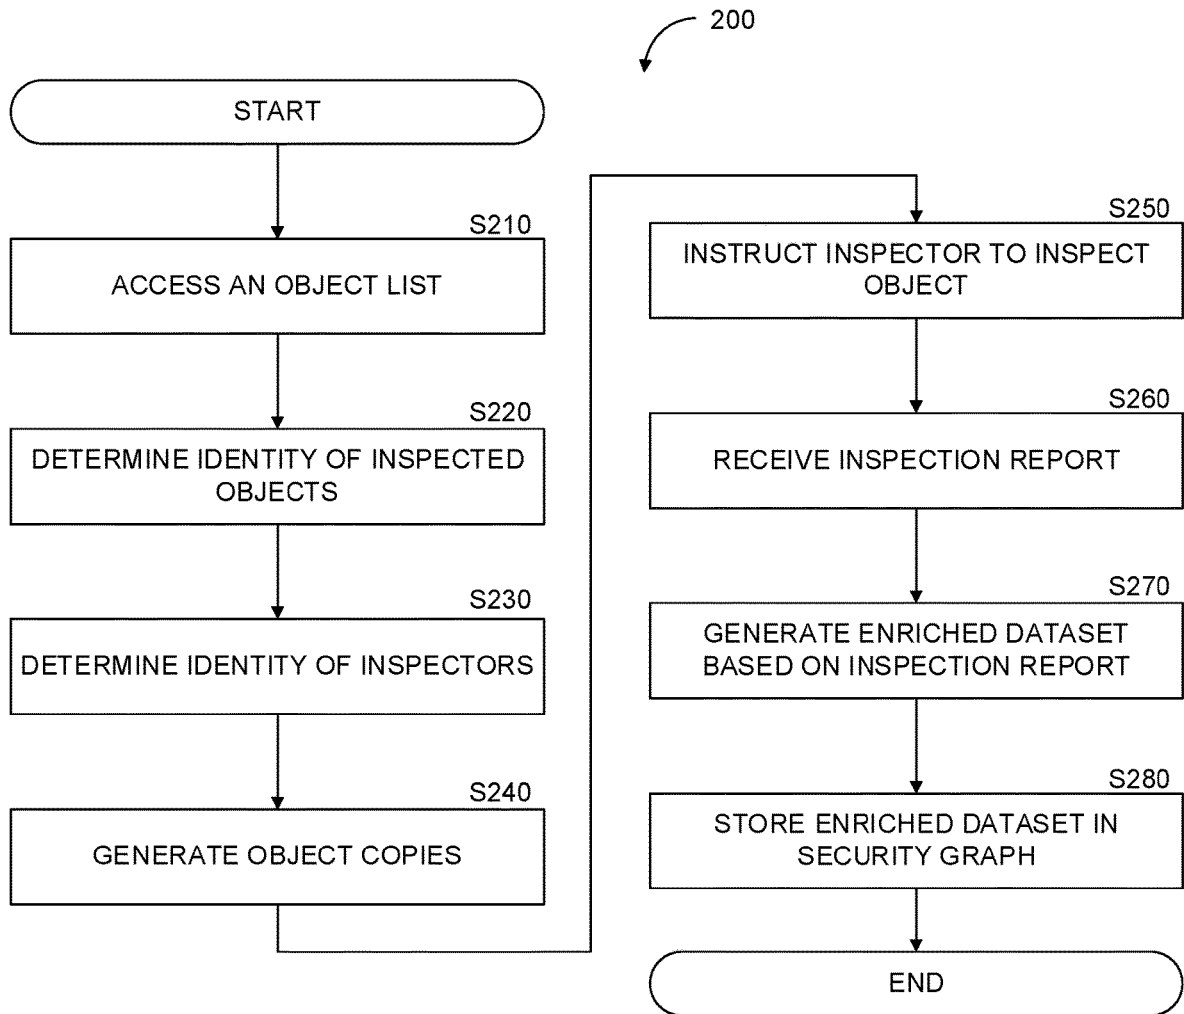 200
START
S210
ACCESS AN OBJECT LIST
S220
DETERMINE IDENTITY OF INSPECTED
OBJECTS
S230
DETERMINE IDENTITY OF INSPECTORS
S240
GENERATE OBJECT COPIES
S250
INSTRUCT INSPECTOR TO INSPECT
OBJECT
S260
RECEIVE INSPECTION REPORT
S270
GENERATE ENRICHED DATASET
BASED ON INSPECTION REPORT
S280
STORE ENRICHED DATASET IN
SECURITY GRAPH
END